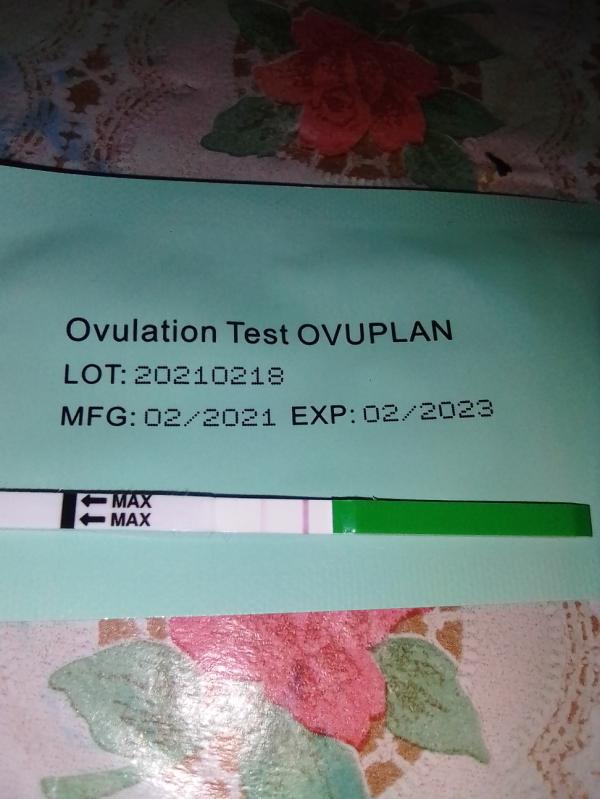 Ovulation Test OVUPLAN
LOT: 20210218
MFG: 02/2021 EXP: 02/2023
← MAX
← MAX